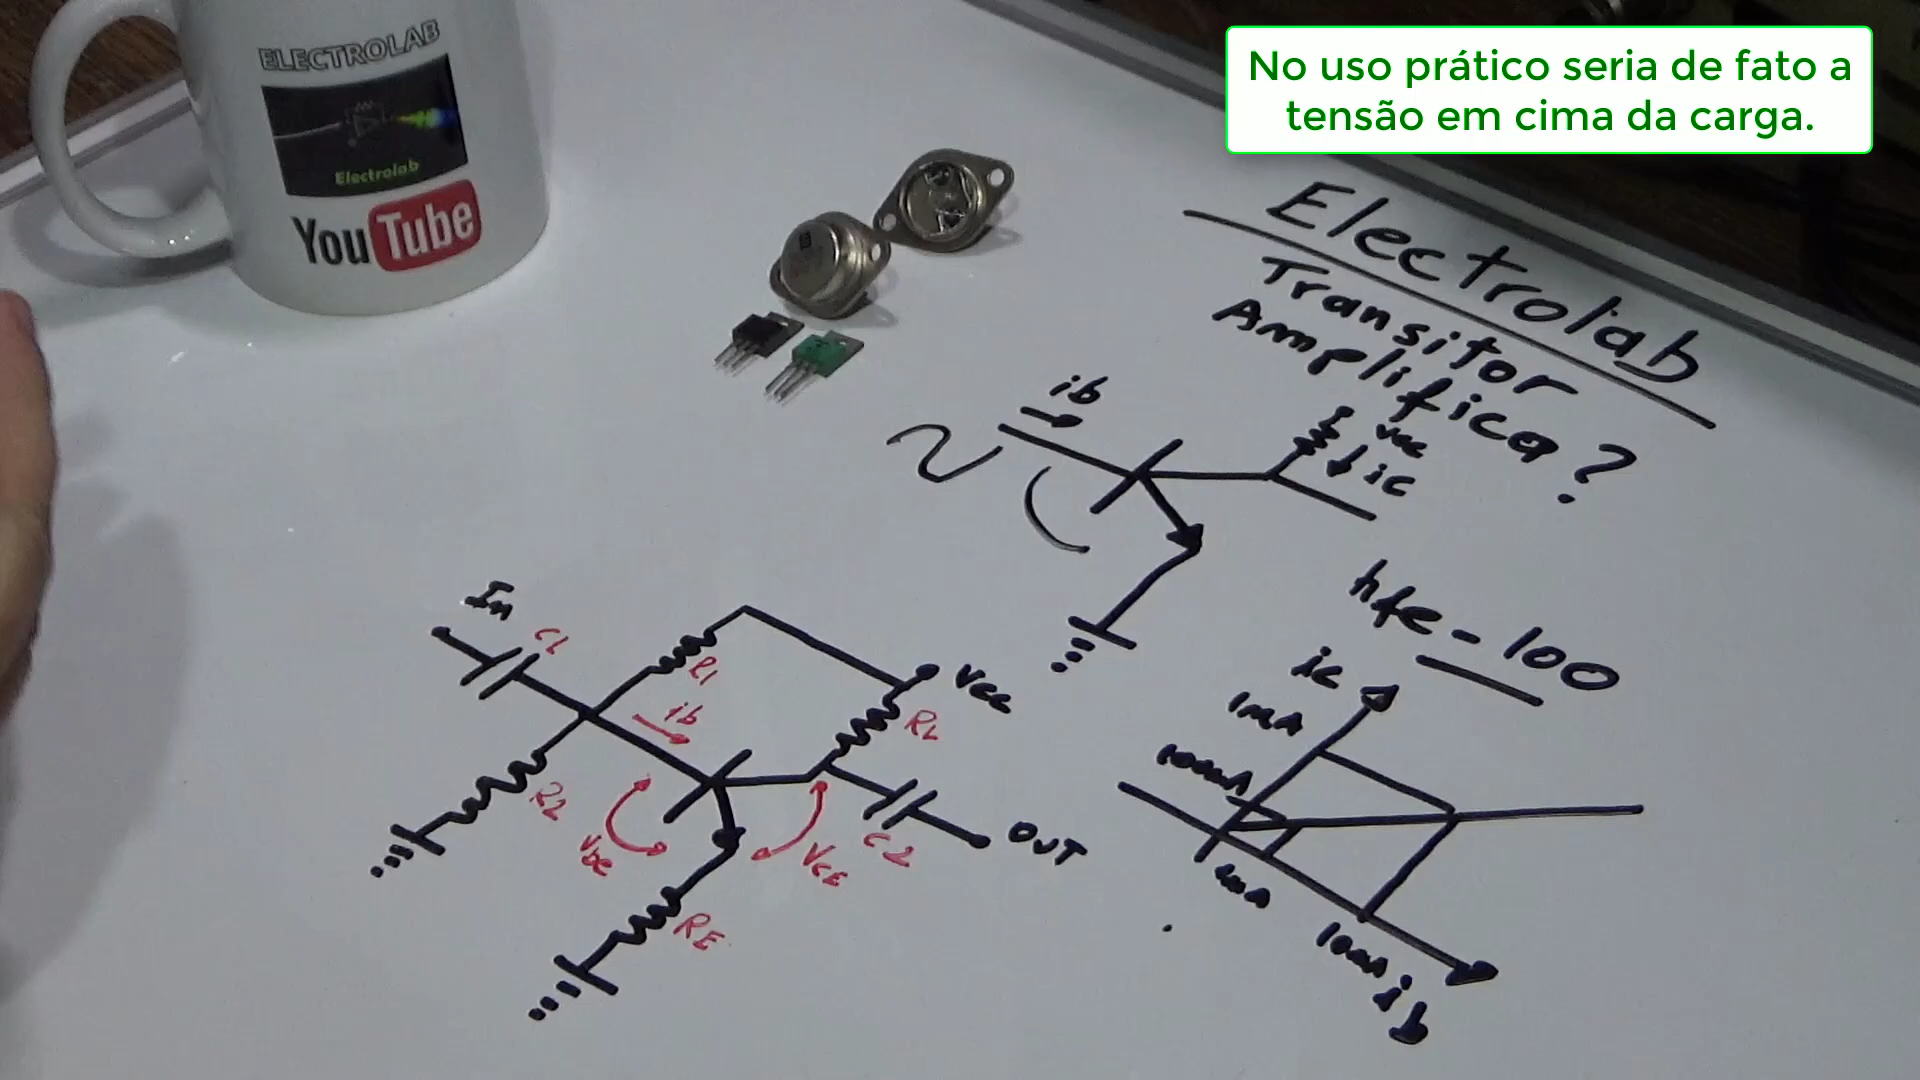 No uso prático seria de fato a
tensão em cima da carga.
ELECTROLAB
Electrolab
YouTube
Electrolab
Transitor
Amplifica?
ib
vcc
ic
hfe - 100
In
C1
R1
ib
Vcc
RL
R2
Vbe
VCE
C2
OUT
RE
ic
1mA
100uA
1uA
10uA
ib